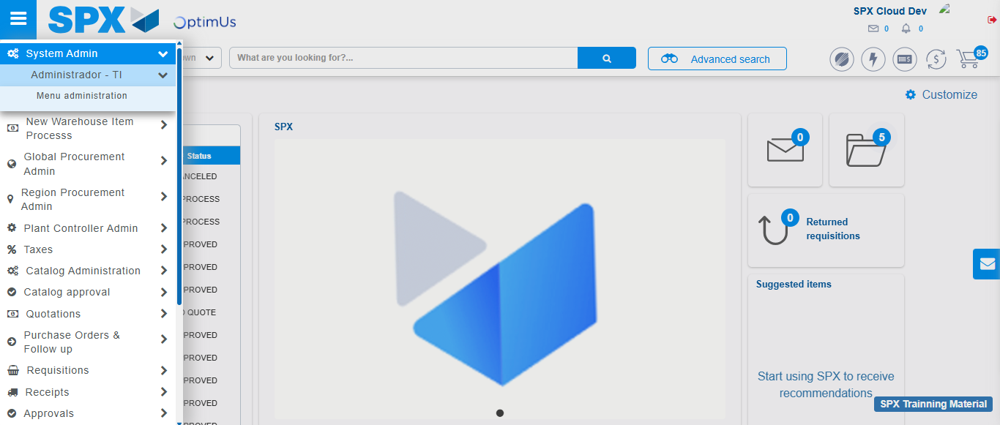 SPX
OptimUs
SPX Cloud Dev
0
0
System Admin
Administrador - TI
Menu administration
New Warehouse Item
Processs
Global Procurement
Admin
Region Procurement
Admin
Plant Controller Admin
Taxes
Catalog Administration
Catalog approval
Quotations
Purchase Orders &
Follow up
Requisitions
Receipts
Approvals
wn
What are you looking for?...
Advanced search
85
Customize
Status
ANCELED
PROCESS
PROCESS
PROVED
PROVED
PROVED
QUOTE
PROVED
PROVED
PROVED
PROVED
PROVED
SPX
0
5
0
Returned
requisitions
Suggested items
Start using SPX to receive
recommendations
SPX Trainning Material